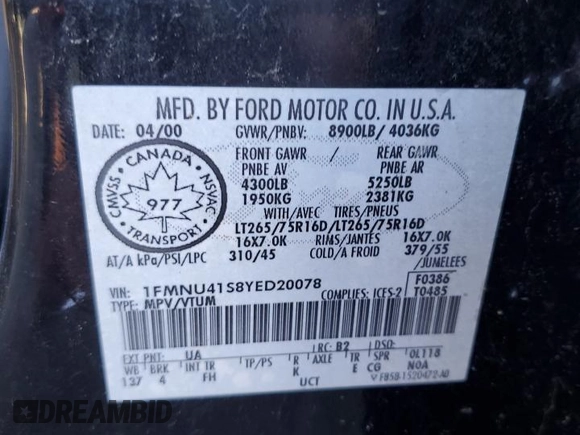 MFD. BY FORD MOTOR CO. IN U.S.A.
DATE: 04/00 GVWR/PNBV: 8900LB/ 4036KG
FRONT GAWR / REAR GAWR
PNBE AV PNBE AR
4300LB 5250LB
1950KG 2381KG
WITH/AVEC TIRES/PNEUS
LT265/75R16D/LT265/75R16D
16X7.0K RIMS/JANTES 16X7.0K
AT/A kPa/PSI/LPC 310/45 COLD/A FROID 379/55
/JUMELEES
CANADA
CMVSS NSVAC
977
TRANSPORT
VIN: 1FMNU41S8YED20078 F0386
TYPE: MPV/VTUM COMPLIES: ICES-2 T0485
EXT PNT: UA LRC: B2 DSO:
WB BRK INT TR TP/PS R AXLE TR SPR OL118
137 4 FH K E CG NOA
UCT
DREAMBID